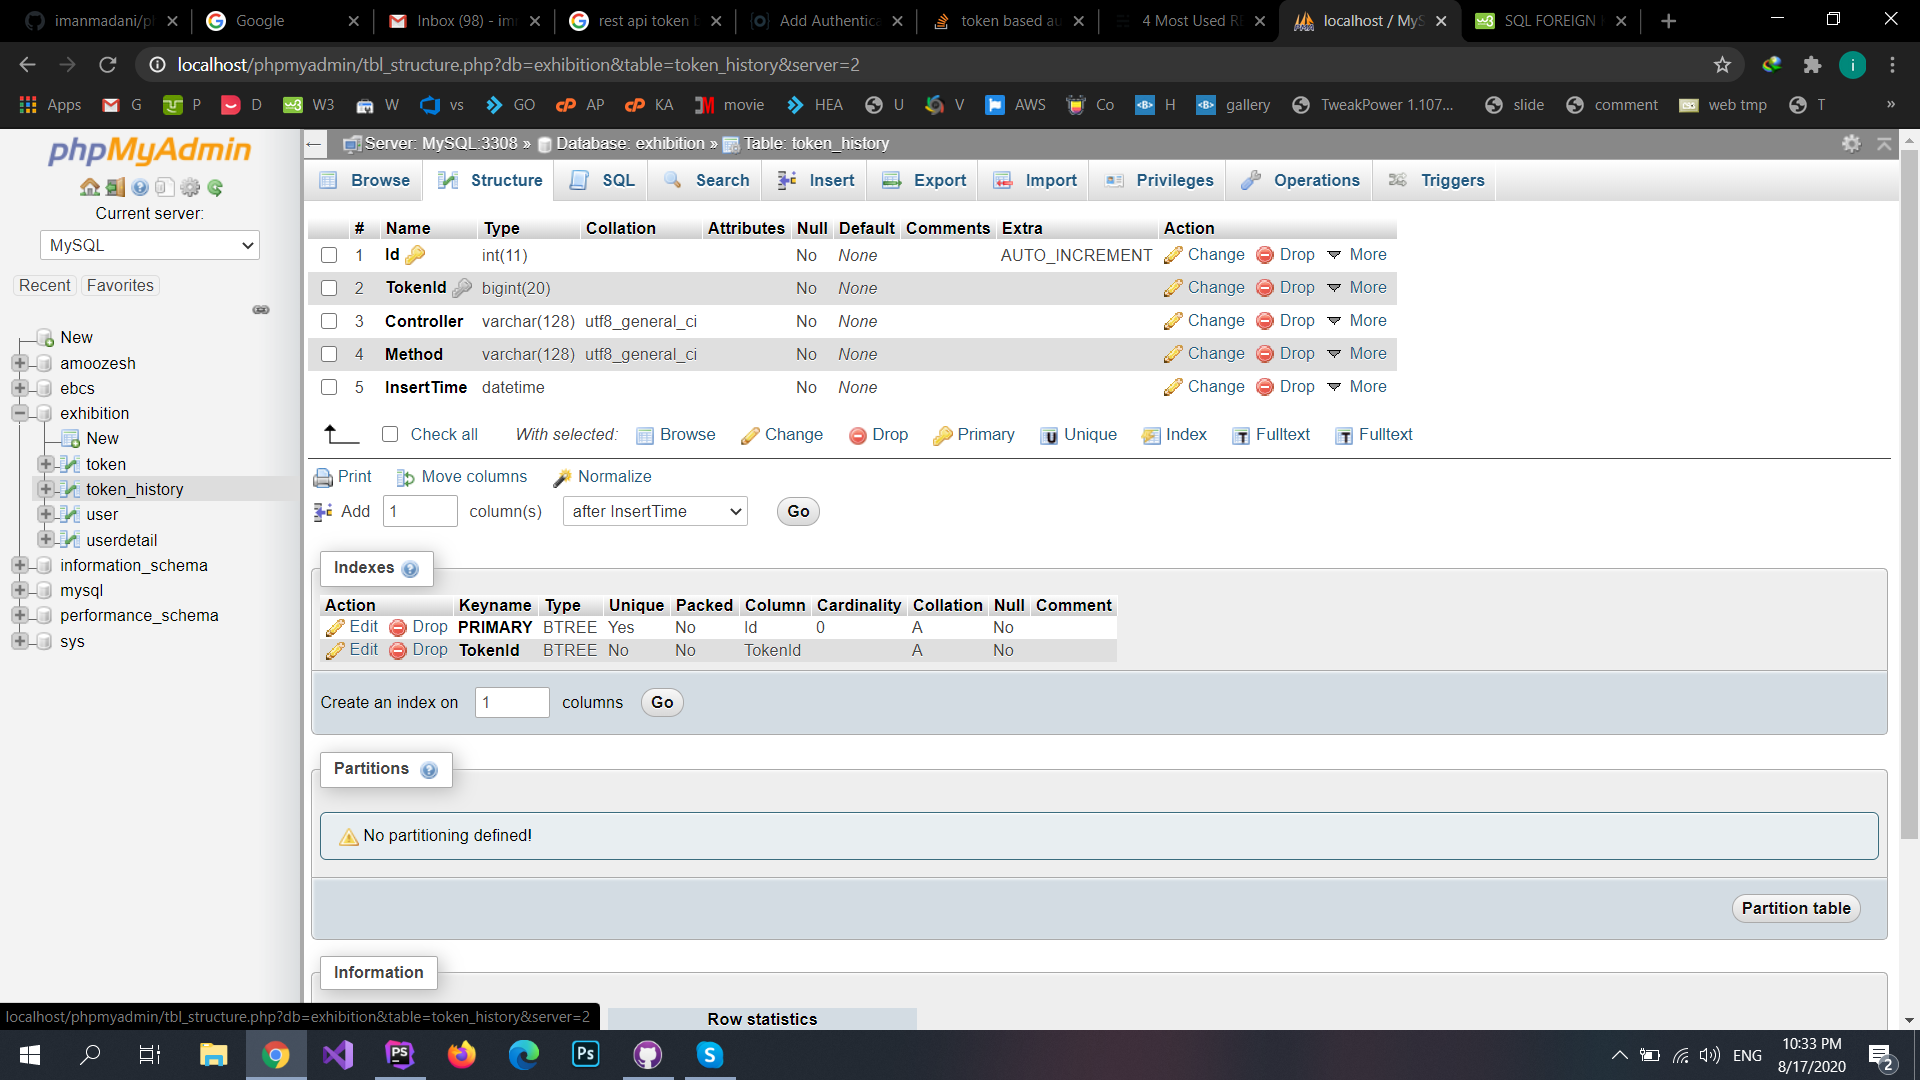 imanmadani/p
Google
Inbox (98) - im
rest api token b
Add Authentica
token based au
4 Most Used R
localhost / MyS
SQL FOREIGN
localhost/phpmyadmin/tbl_structure.php?db=exhibition&table=token_history&server=2
i
Apps G P D W3 W vs GO AP KA movie HEA U V AWS Co H gallery TweakPower 1.107... slide comment web tmp T »
phpMyAdmin
Current server:
MySQL
Recent Favorites
New
amoozesh
ebcs
exhibition
New
token
token_history
user
userdetail
information_schema
mysql
performance_schema
sys
Server: MySQL:3308 » Database: exhibition » Table: token_history
Browse Structure SQL Search Insert Export Import Privileges Operations Triggers
# Name Type Collation Attributes Null Default Comments Extra Action
1 Id int(11) No None AUTO_INCREMENT Change Drop More
2 TokenId bigint(20) No None Change Drop More
3 Controller varchar(128) utf8_general_ci No None Change Drop More
4 Method varchar(128) utf8_general_ci No None Change Drop More
5 InsertTime datetime No None Change Drop More
Check all With selected: Browse Change Drop Primary Unique Index Fulltext Fulltext
Print Move columns Normalize
Add 1 column(s) after InsertTime Go
Indexes
Action Keyname Type Unique Packed Column Cardinality Collation Null Comment
Edit Drop PRIMARY BTREE Yes No Id 0 A No
Edit Drop TokenId BTREE No No TokenId A No
Create an index on 1 columns Go
Partitions
No partitioning defined!
Partition table
Information
Row statistics
localhost/phpmyadmin/tbl_structure.php?db=exhibition&table=token_history&server=2
ENG
10:33 PM
8/17/2020
2